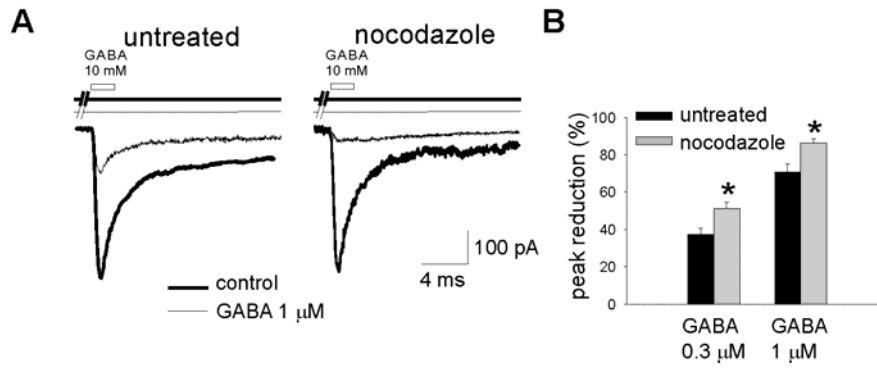 A
untreated
nocodazole
GABA
10 mM
GABA
10 mM
100 pA
4 ms
control
GABA 1 μM
B
untreated
nocodazole
peak reduction (%)
100
80
60
40
20
0
*
*
GABA
0.3 μM
GABA
1 μM